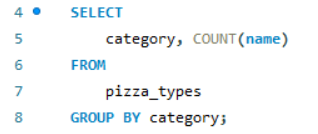 4 SELECT
5 category, COUNT(name)
6 FROM
7 pizza_types
8 GROUP BY category;